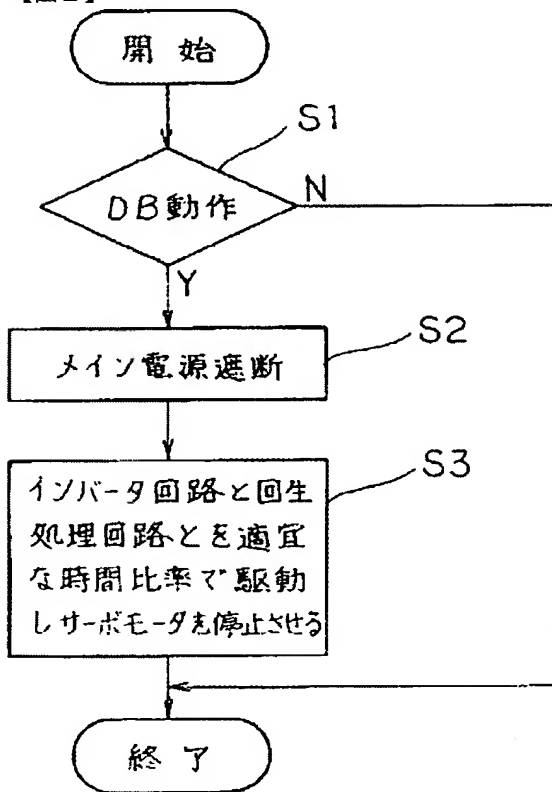 開始
S1
DB動作
N
Y
S2
メイン電源遮断
S3
インバータ回路と回生
処理回路とを適宜
な時間比率で駆動
しサーボモータを停止させる
終了